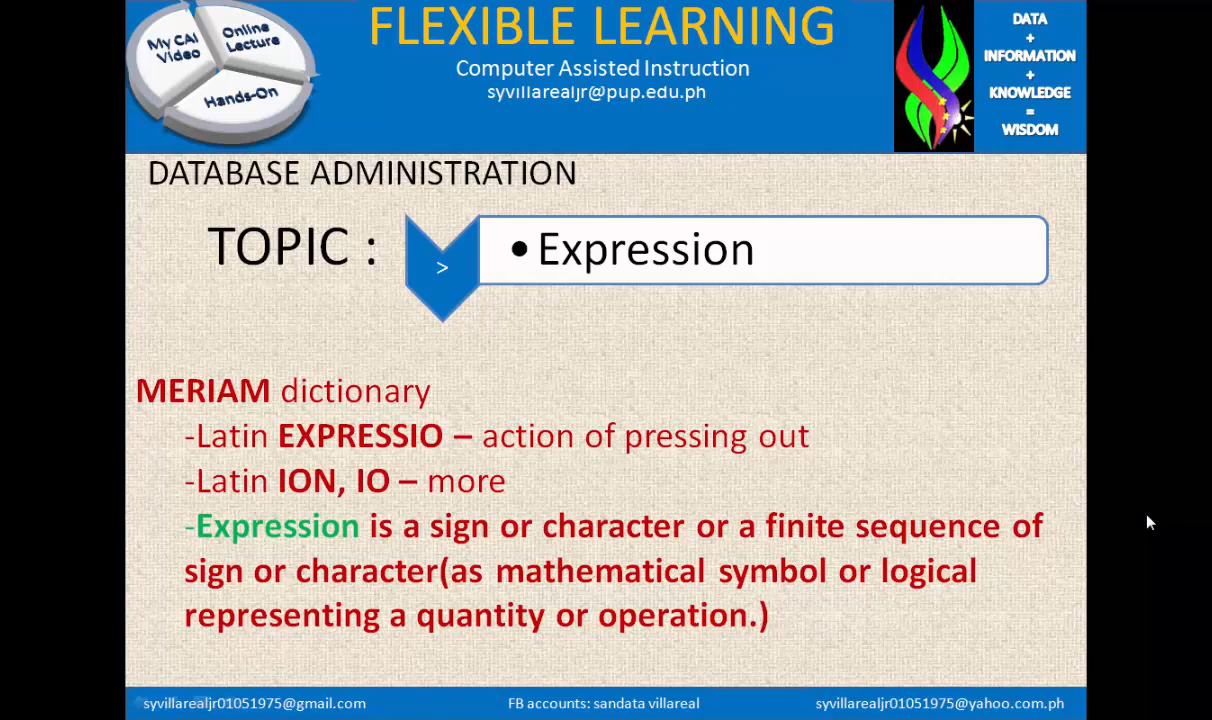 FLEXIBLE LEARNING
Computer Assisted Instruction
syvillarealjr@pup.edu.ph
My CAI
Video
Online
Lecture
Hands-On
DATA
+
INFORMATION
+
KNOWLEDGE
=
WISDOM
DATABASE ADMINISTRATION
TOPIC :
>
•Expression
MERIAM dictionary
-Latin EXPRESSIO – action of pressing out
-Latin ION, IO – more
-Expression is a sign or character or a finite sequence of
sign or character(as mathematical symbol or logical
representing a quantity or operation.)
syvillarealjr01051975@gmail.com
FB accounts: sandata villareal
syvillarealjr01051975@yahoo.com.ph